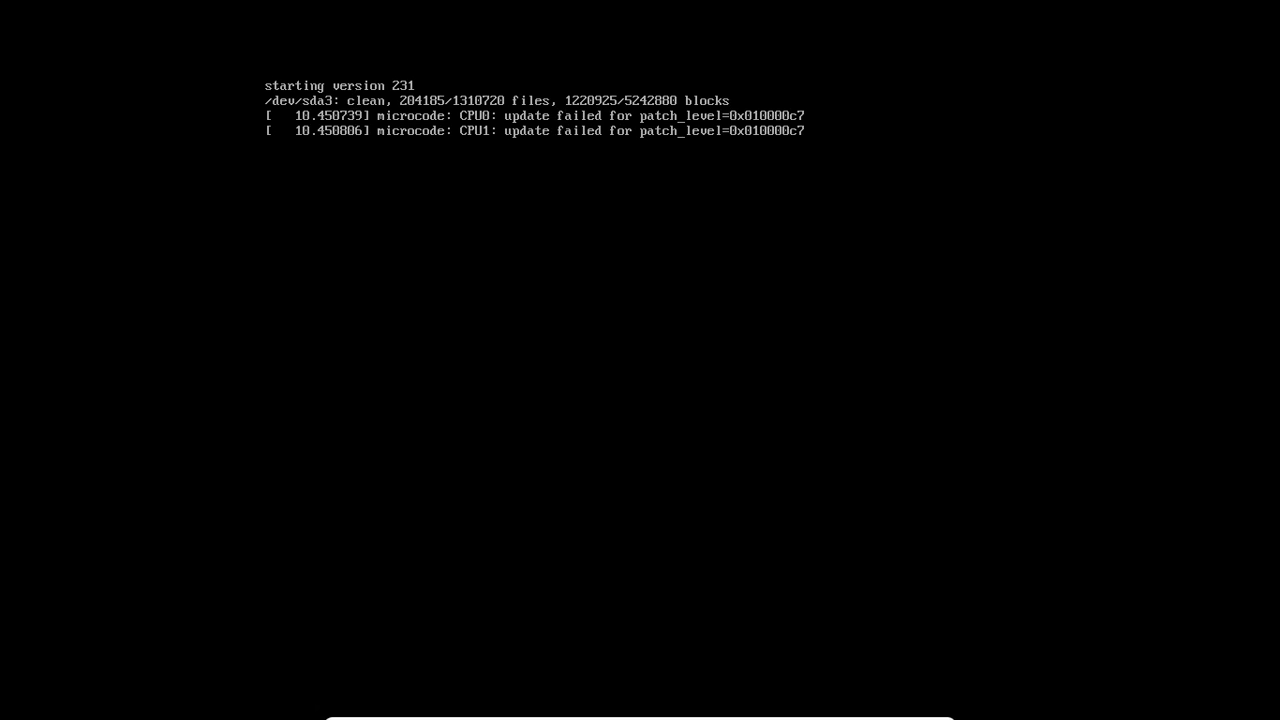 starting version 231
/dev/sda3: clean, 204185/1310720 files, 1220925/5242880 blocks
[   10.450739] microcode: CPU0: update failed for patch_level=0x010000c7
[   10.450806] microcode: CPU1: update failed for patch_level=0x010000c7